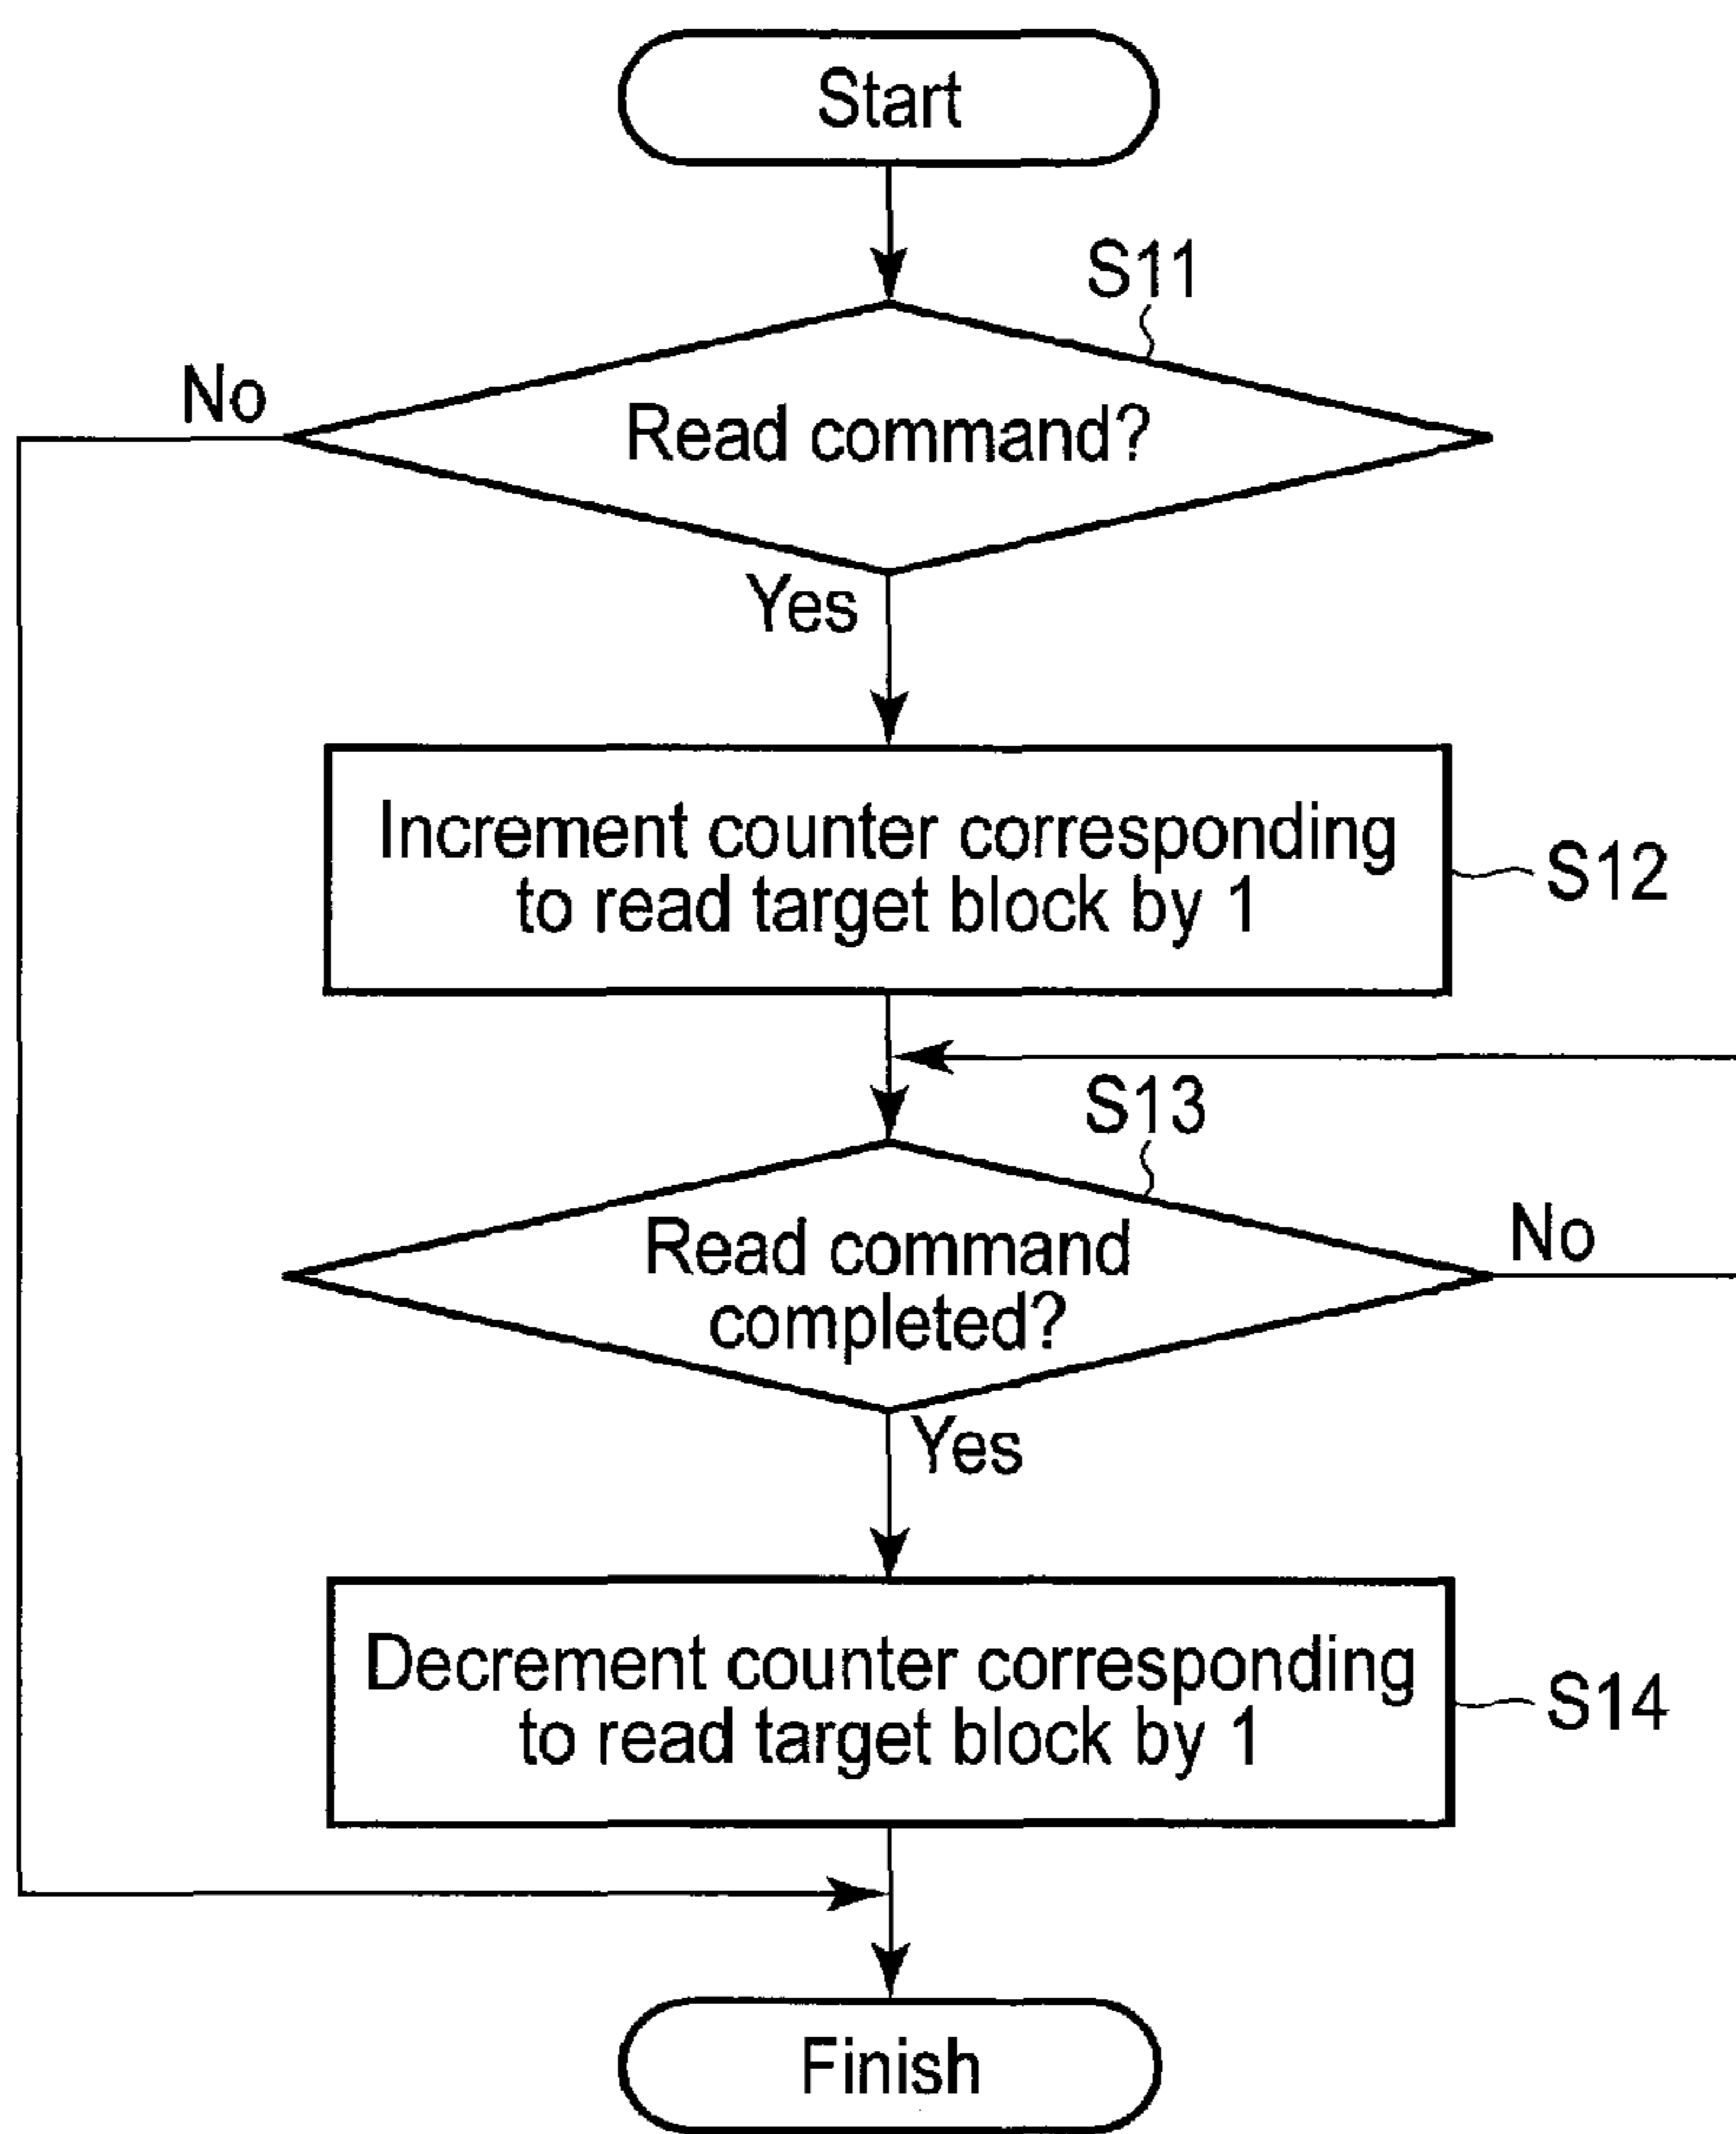 Start
S11
No
Read command?
Yes
Increment counter corresponding
to read target block by 1
S12
S13
Read command
completed?
No
Yes
Decrement counter corresponding
to read target block by 1
S14
Finish